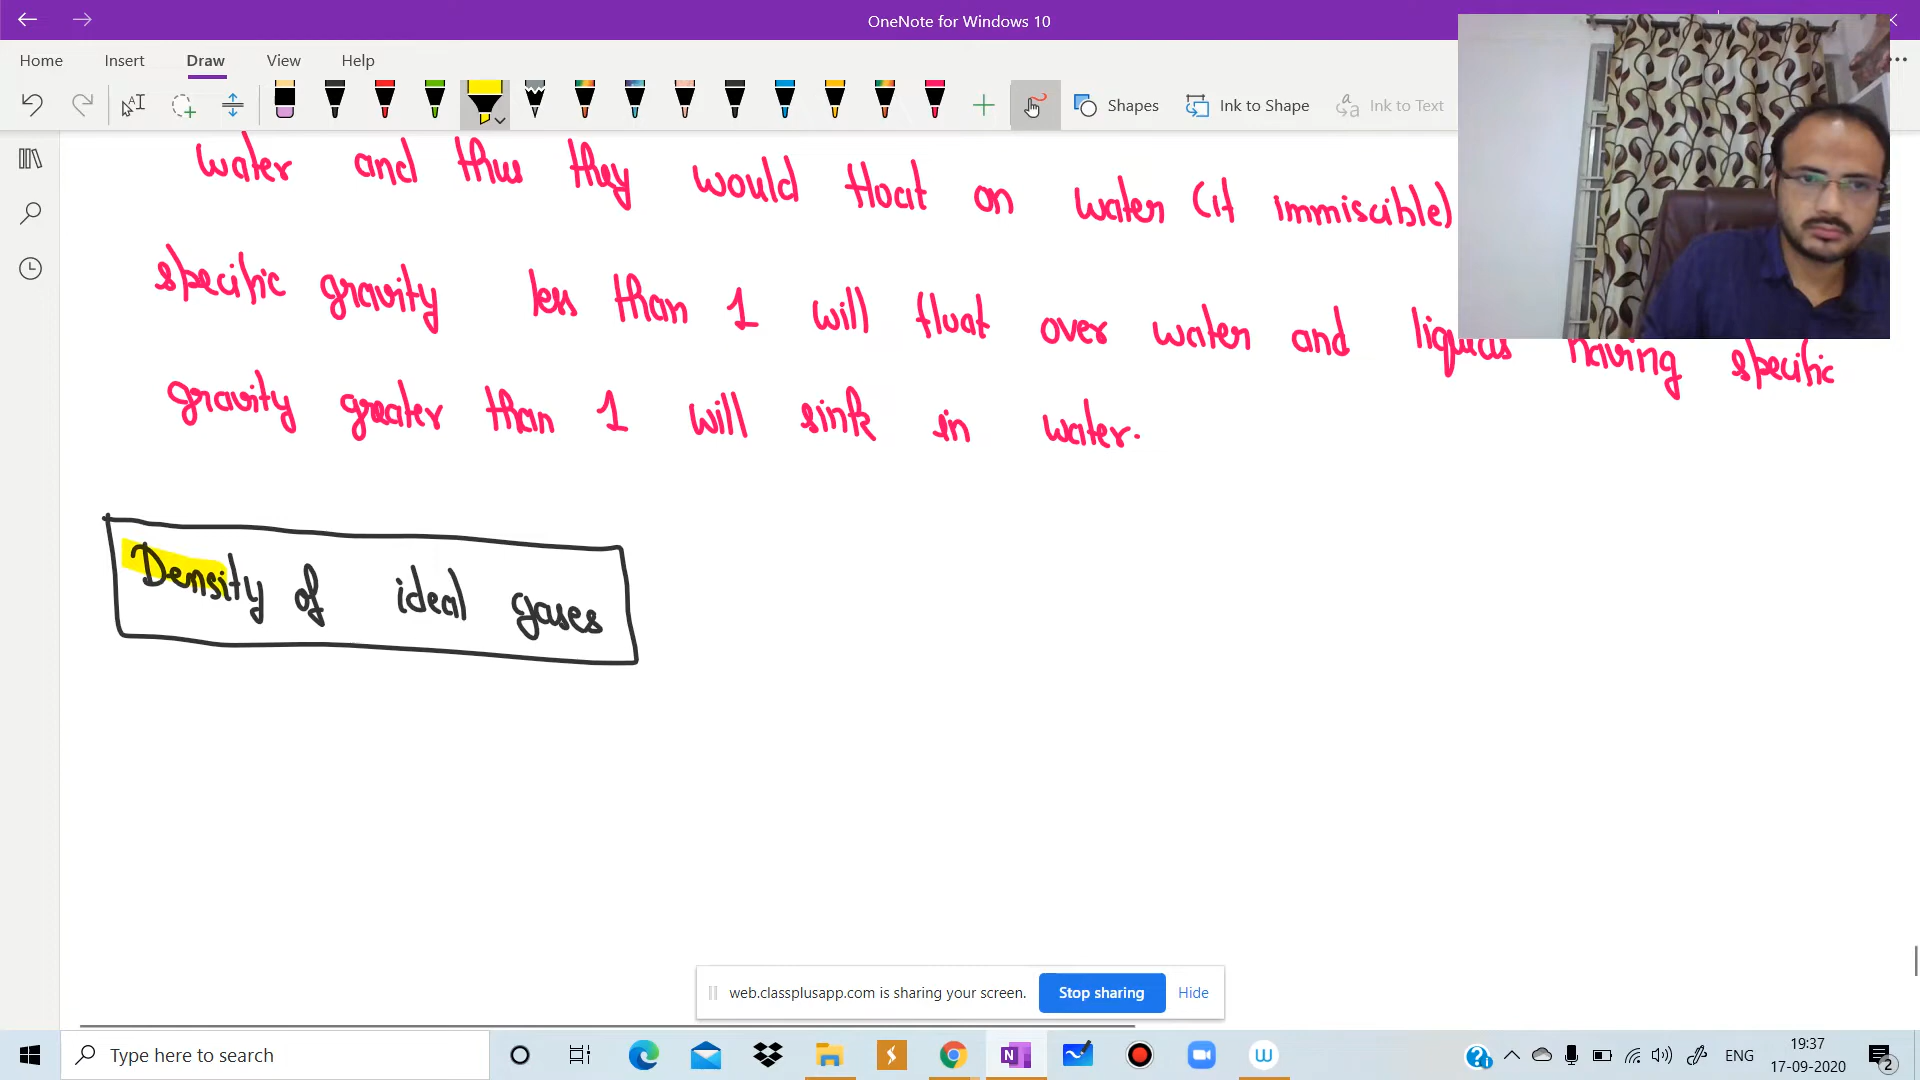 OneNote for Windows 10
Home Insert Draw View Help
Shapes Ink to Shape Ink to Text
water and thus they would float on water (if immiscible)
specific gravity less than 1 will float over water and liquids having specific
gravity greater than 1 will sink in water.
Density of ideal gases
web.classplusapp.com is sharing your screen. Stop sharing Hide
Type here to search
W
ENG
19:37
17-09-2020
2